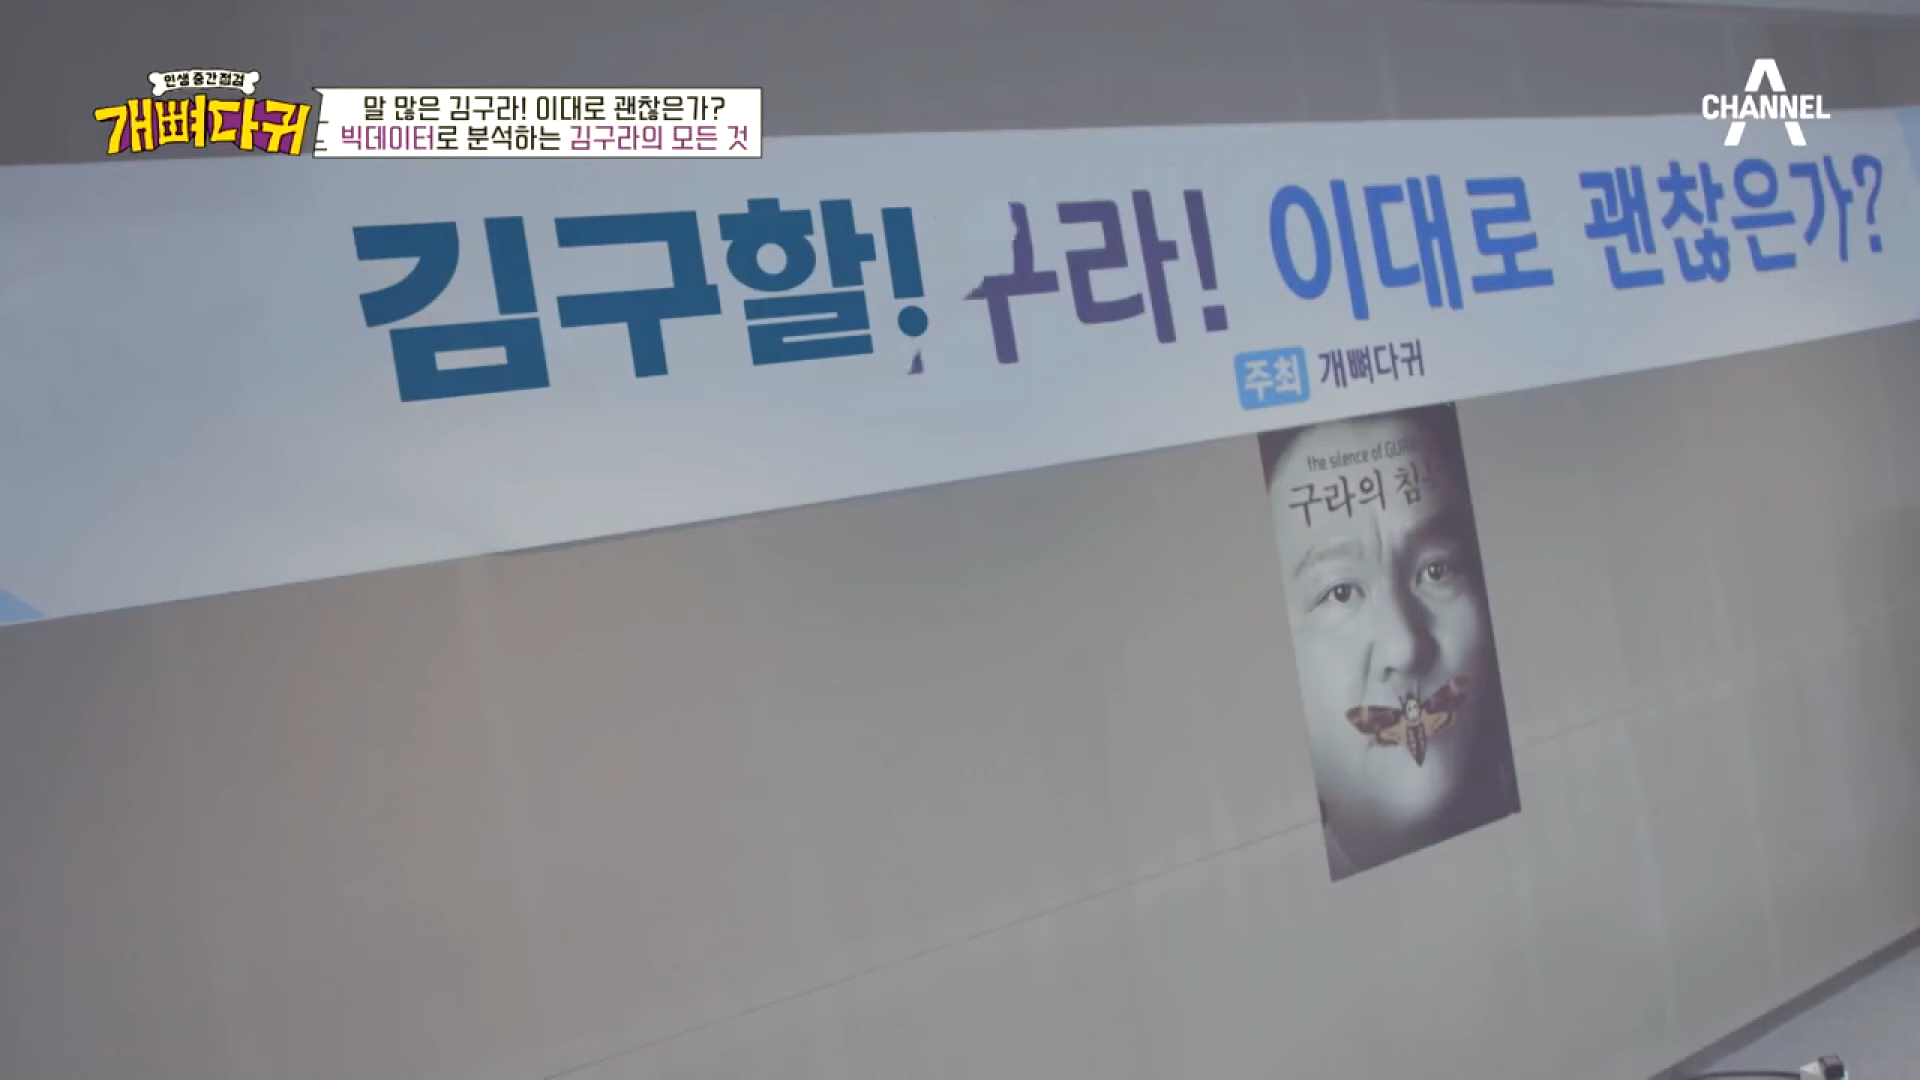 인생 중간점검
개뼈다귀
말 많은 김구라! 이대로 괜찮은가?
빅데이터로 분석하는 김구라의 모든 것
CHANNEL A
김구할! 구라! 이대로 괜찮은가?
주최 개뼈다귀
the silence of
구라의